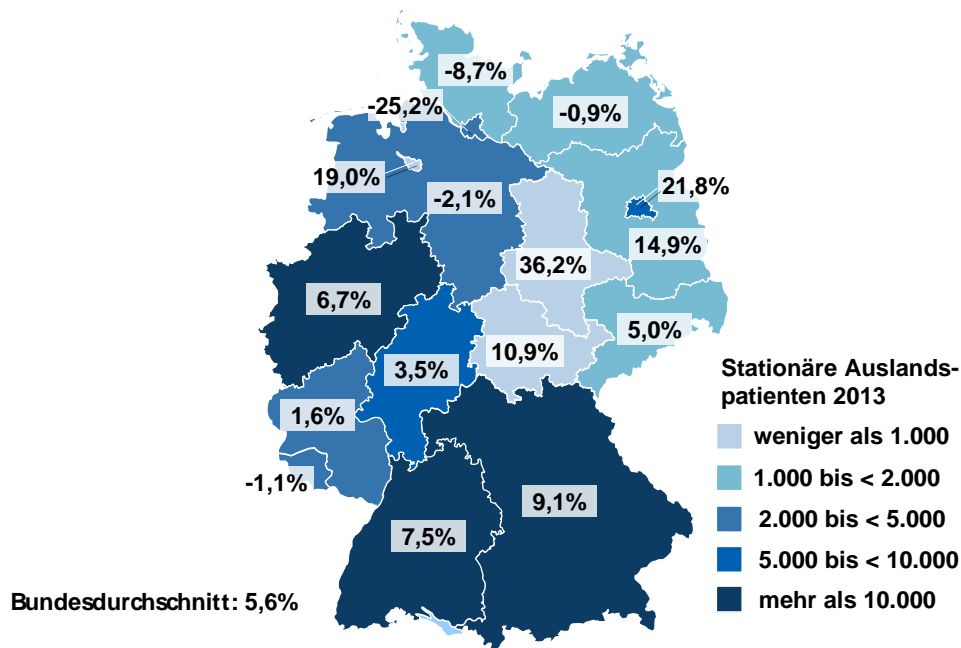 -8,7%
-25,2%
-0,9%
19,0%
-2,1%
21,8%
14,9%
36,2%
6,7%
5,0%
10,9%
3,5%
1,6%
-1,1%
9,1%
7,5%
Stationäre Auslands-
patienten 2013
weniger als 1.000
1.000 bis < 2.000
2.000 bis < 5.000
5.000 bis < 10.000
mehr als 10.000
Bundesdurchschnitt: 5,6%